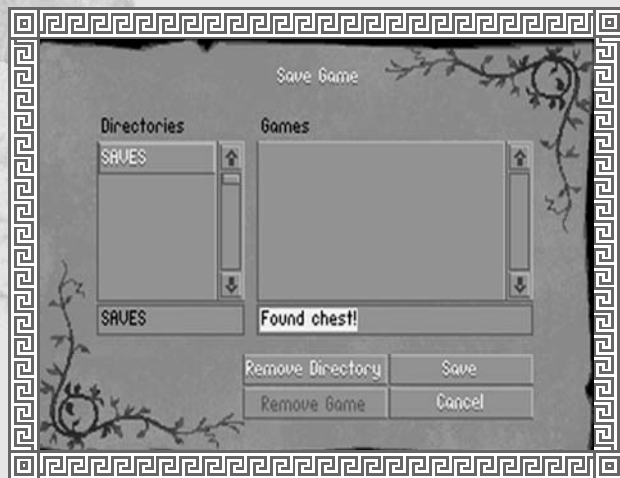 Save Game
Directories Games
SAVES
SAVES Found chest!
Remove Directory Save
Remove Game Cancel